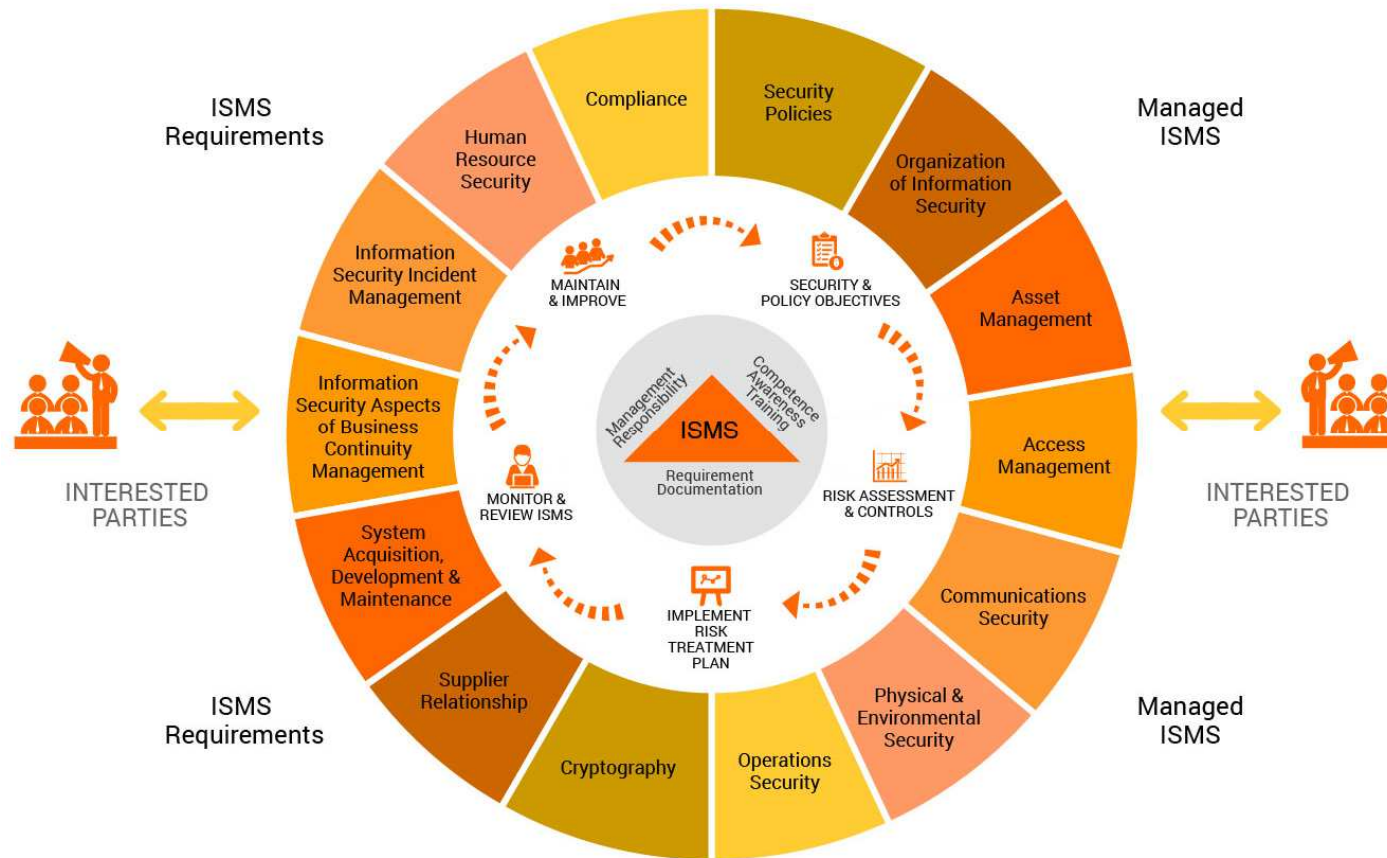 ISMS
Requirements
Managed
ISMS
Compliance
Security
Policies
Organization
of Information
Security
Asset
Management
Access
Management
Communications
Security
Physical &
Environmental
Security
Operations
Security
Cryptography
Supplier
Relationship
System
Acquisition,
Development &
Maintenance
Information
Security Aspects
of Business
Continuity
Management
Information
Security Incident
Management
Human
Resource
Security
MAINTAIN
& IMPROVE
SECURITY &
POLICY OBJECTIVES
RISK ASSESSMENT
& CONTROLS
IMPLEMENT
RISK
TREATMENT
PLAN
MONITOR &
REVIEW ISMS
Management
Responsibility
Competence
Awareness
Training
ISMS
Requirement
Documentation
INTERESTED
PARTIES
INTERESTED
PARTIES
ISMS
Requirements
Managed
ISMS